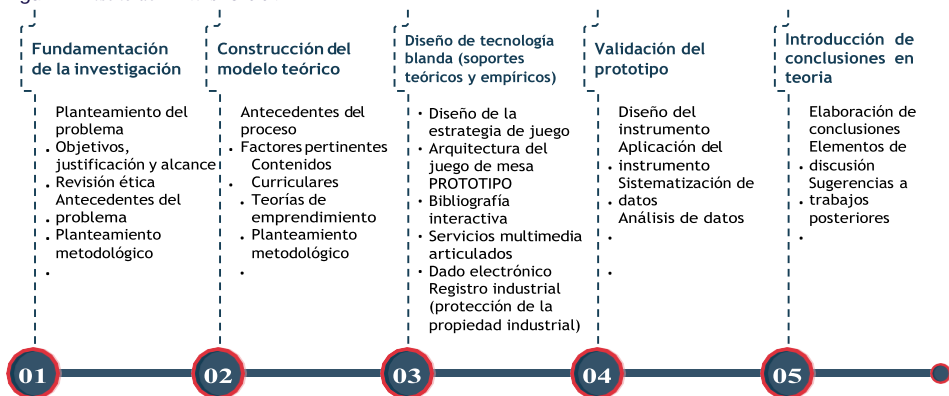 Fundamentación
de la investigación
Planteamiento del
problema
• Objetivos,
justificación y alcance
• Revisión ética
Antecedentes del
• problema
• Planteamiento
metodológico
•
01
Construcción del
modelo teórico
Antecedentes del
proceso
• Factores pertinentes
Contenidos
• Curriculares
• Teorías de
emprendimiento
• Planteamiento
metodológico
•
02
Diseño de tecnología
blanda (soportes
teóricos y empíricos)
• Diseño de la
estrategia de juego
• Arquitectura del
juego de mesa
PROTOTIPO
• Bibliografía
interactiva
• Servicios multimedia
articulados
• Dado electrónico
Registro industrial
(protección de la
propiedad industrial)
03
Validación del
prototipo
Diseño del
instrumento
Aplicación del
• instrumento
Sistematización de
• datos
Análisis de datos
•
•
04
Introducción de
conclusiones en
teoria
Elaboración de
conclusiones
Elementos de
• discusión
Sugerencias a
• trabajos
posteriores
•
05